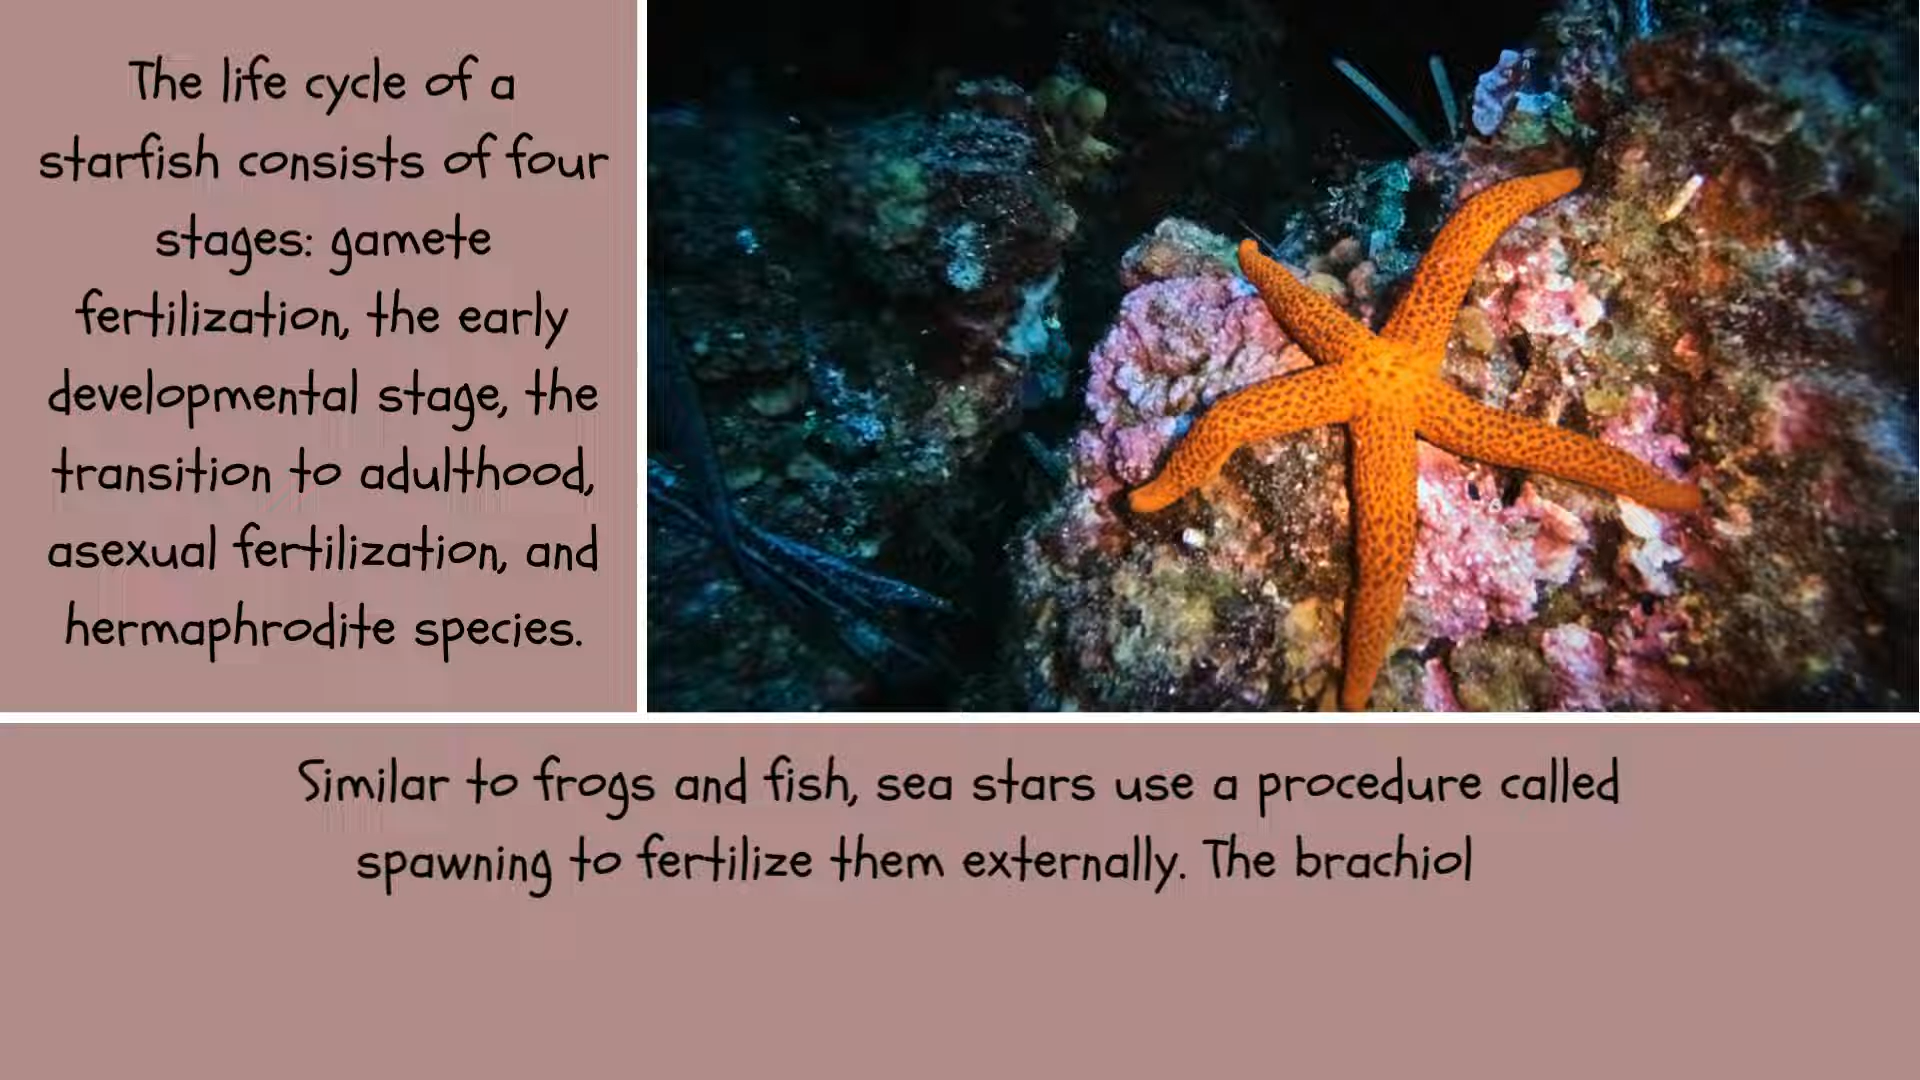 The life cycle of a
starfish consists of four
stages: gamete
fertilization, the early
developmental stage, the
transition to adulthood,
asexual fertilization, and
hermaphrodite species.
Similar to frogs and fish, sea stars use a procedure called
spawning to fertilize them externally. The brachiol